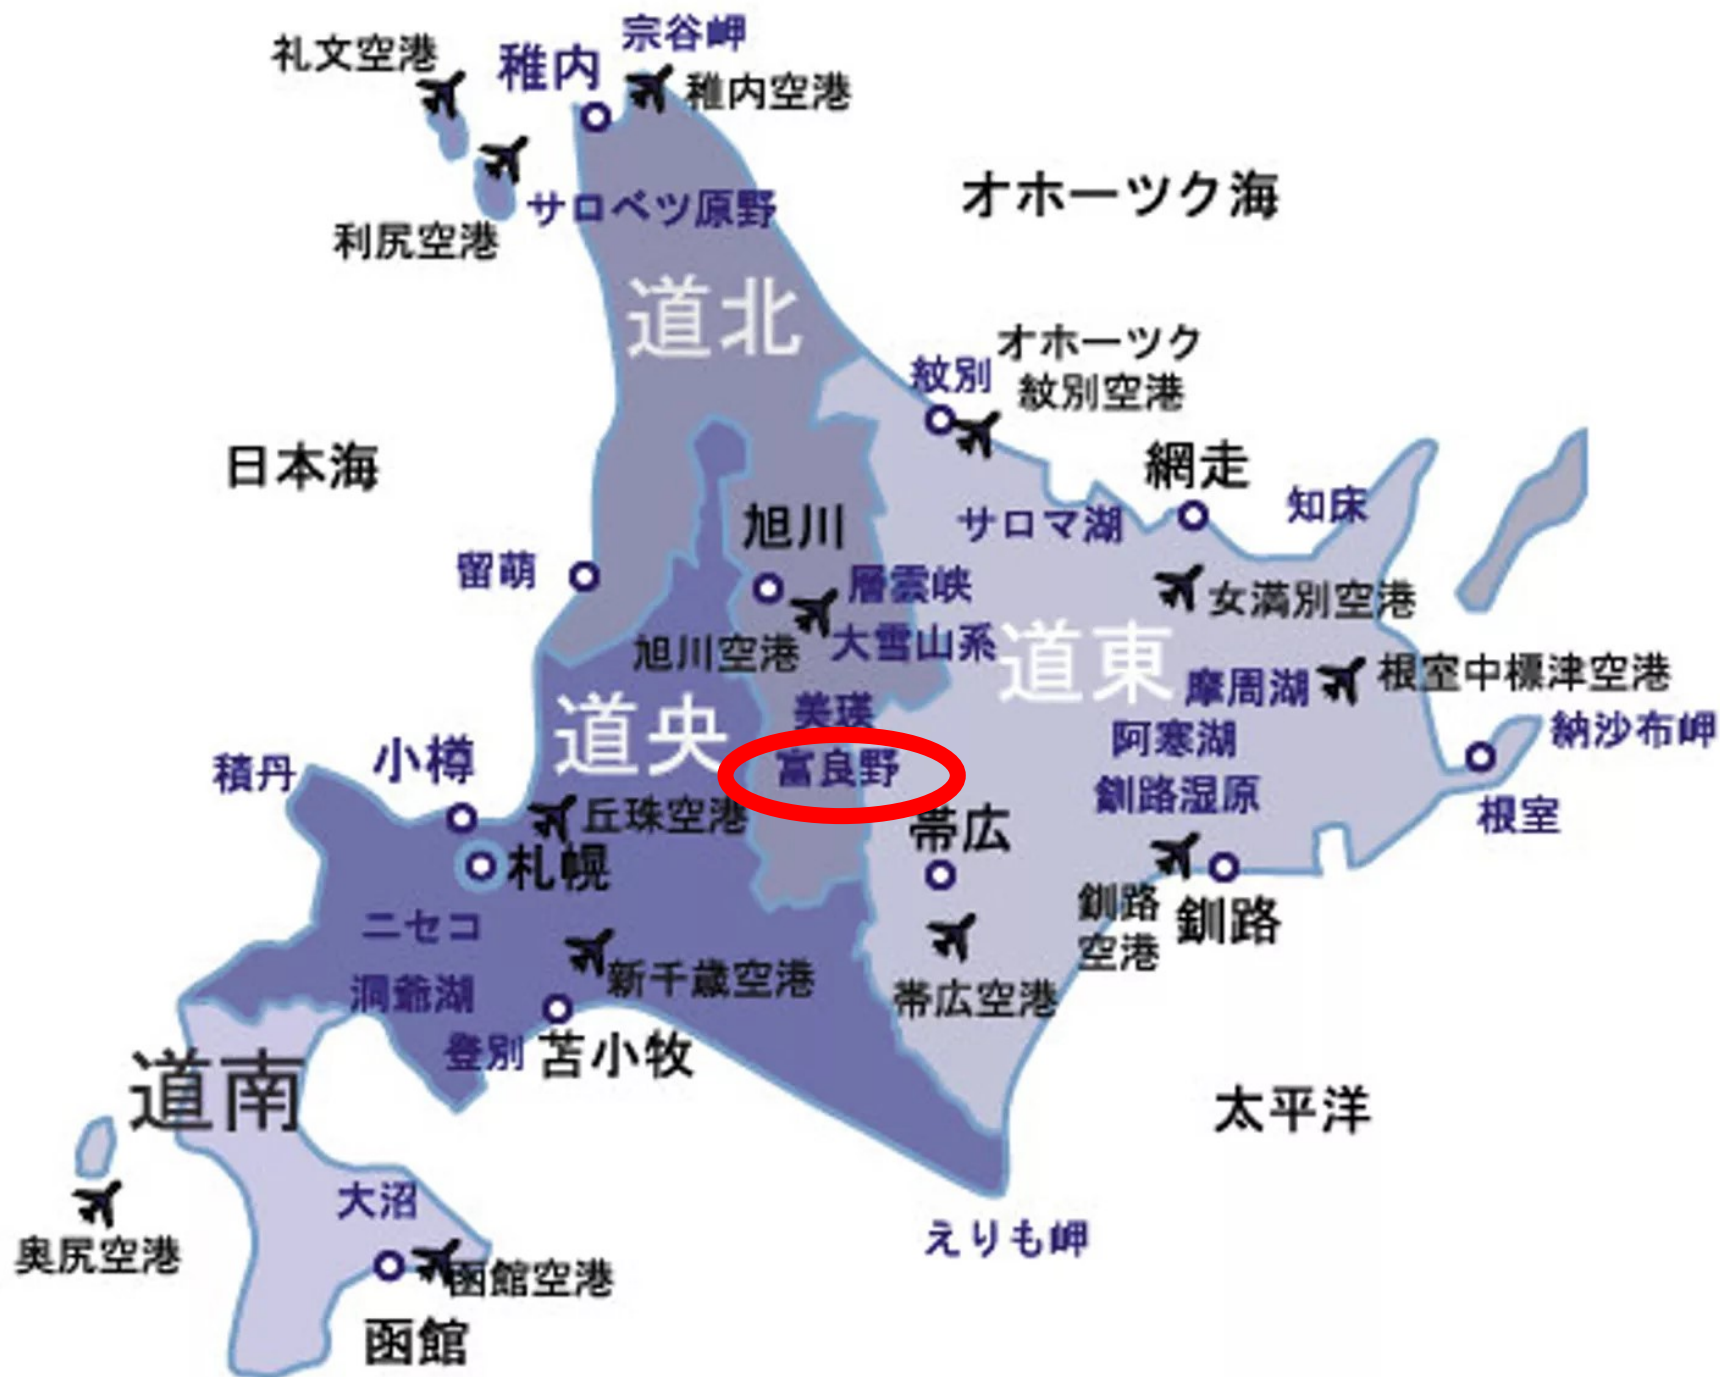 宗谷岬
礼文空港
稚内
稚内空港
オホーツク海
サロベツ原野
利尻空港
道北
オホーツク
紋別空港
紋別
日本海
網走
知床
サロマ湖
旭川
留萌
層雲峡
女満別空港
旭川空港
大雪山系
道東
摩周湖
根室中標津空港
美瑛
道央
納沙布岬
阿寒湖
富良野
小樽
積丹
釧路湿原
丘珠空港
根室
帯広
札幌
釧路
空港
釧路
ニセコ
新千歳空港
洞爺湖
帯広空港
登別
苫小牧
道南
太平洋
大沼
えりも岬
奥尻空港
函館空港
函館